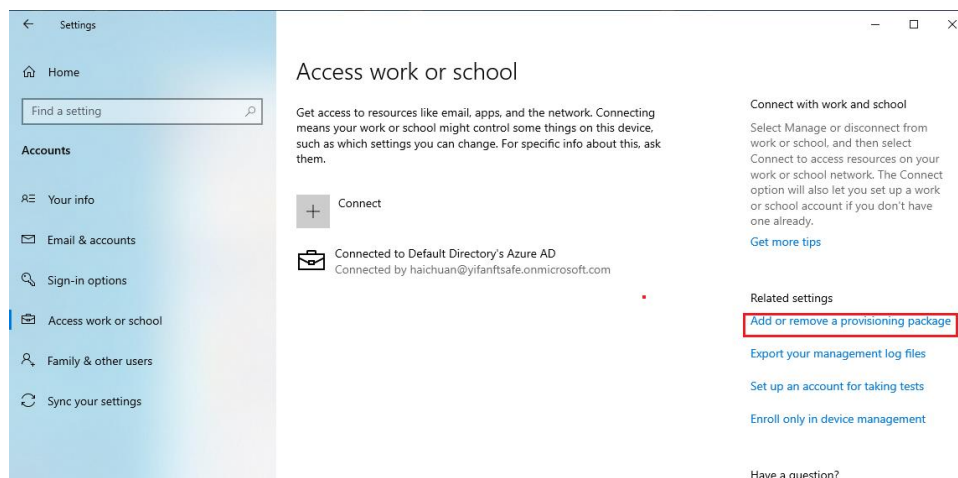 Settings
Home
Find a setting
Accounts
Your info
Email & accounts
Sign-in options
Access work or school
Family & other users
Sync your settings
Access work or school
Get access to resources like email, apps, and the network. Connecting
means your work or school might control some things on this device,
such as which settings you can change. For specific info about this, ask
them.
Connect
Connected to Default Directory's Azure AD
Connected by haichuan@yifanftsafe.onmicrosoft.com
Connect with work and school
Select Manage or disconnect from
work or school, and then select
Connect to access resources on your
work or school network. The Connect
option will also let you set up a work
or school account if you don't have
one already.
Get more tips
Related settings
Add or remove a provisioning package
Export your management log files
Set up an account for taking tests
Enroll only in device management
Have a question?